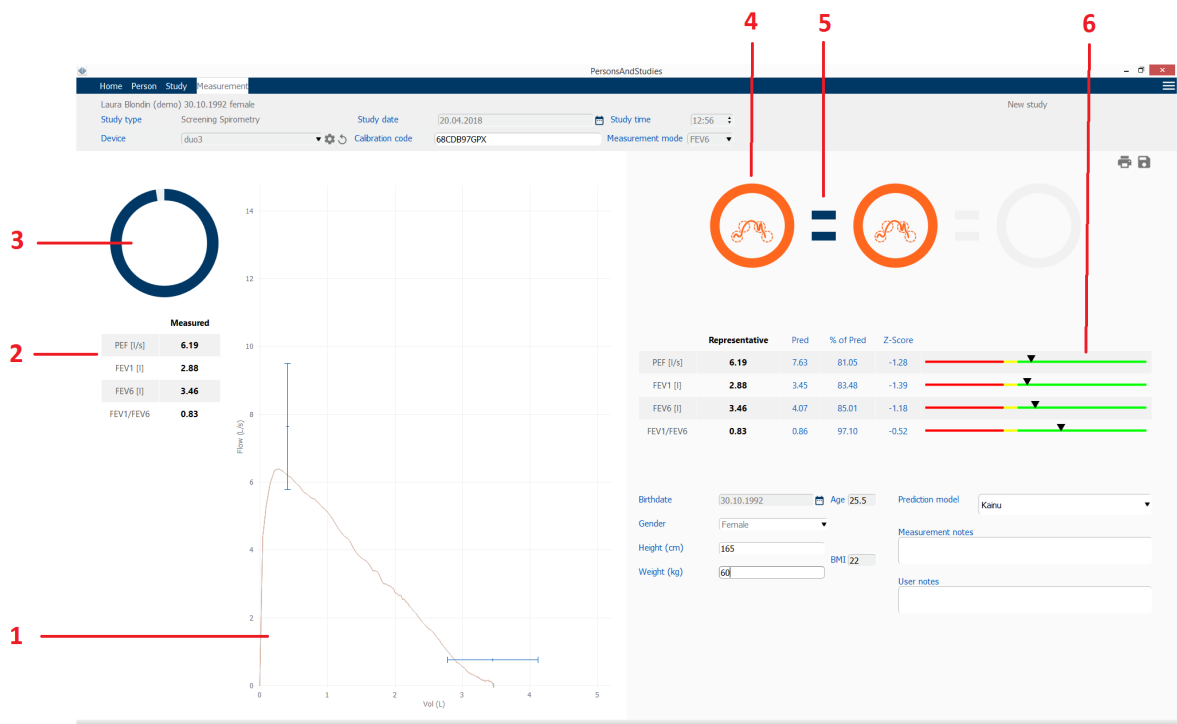 4 5 6
PersonsAndStudies
Home Person Study Measurement
Laura Blondin (demo) 30.10.1992 female New study
Study type Screening Spirometry Study date 20.04.2018 Study time 12:56
Device duo3 Calibration code 68CDB97GPX Measurement mode FEV6
3
Measured
2
PEF [l/s] 6.19
FEV1 [l] 2.88
FEV6 [l] 3.46
FEV1/FEV6 0.83
1
Flow (L/s)
14
12
10
8
6
4
2
0
0 1 2 3 4 5
Vol (L)
Representative Pred % of Pred Z-Score
PEF [l/s] 6.19 7.63 81.05 -1.28
FEV1 [l] 2.88 3.45 83.48 -1.39
FEV6 [l] 3.46 4.07 85.01 -1.18
FEV1/FEV6 0.83 0.86 97.10 -0.52
Birthdate 30.10.1992 Age 25.5 Prediction model Kainu
Gender Female
Measurement notes
Height (cm) 165
BMI 22
Weight (kg) 60
User notes